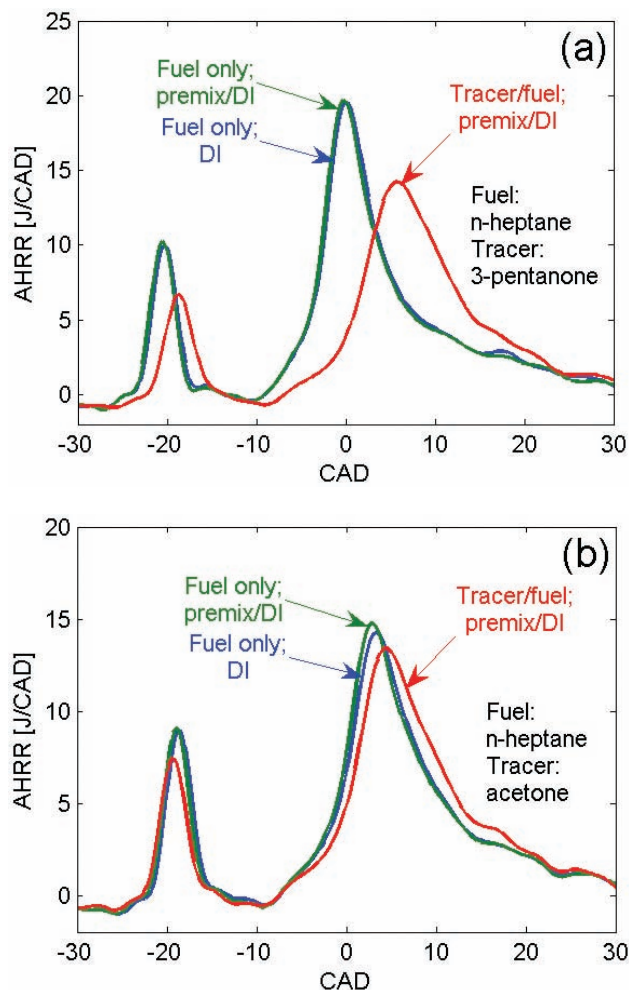 (a)
25
20
15
10
5
0
AHRR [J/CAD]
Fuel only;
premix/DI
Fuel only;
DI
Tracer/fuel;
premix/DI
Fuel:
n-heptane
Tracer:
3-pentanone
-30 -20 -10 0 10 20 30
CAD
(b)
20
15
10
5
0
AHRR [J/CAD]
Fuel only;
premix/DI
Fuel only;
DI
Tracer/fuel;
premix/DI
Fuel:
n-heptane
Tracer:
acetone
-30 -20 -10 0 10 20 30
CAD